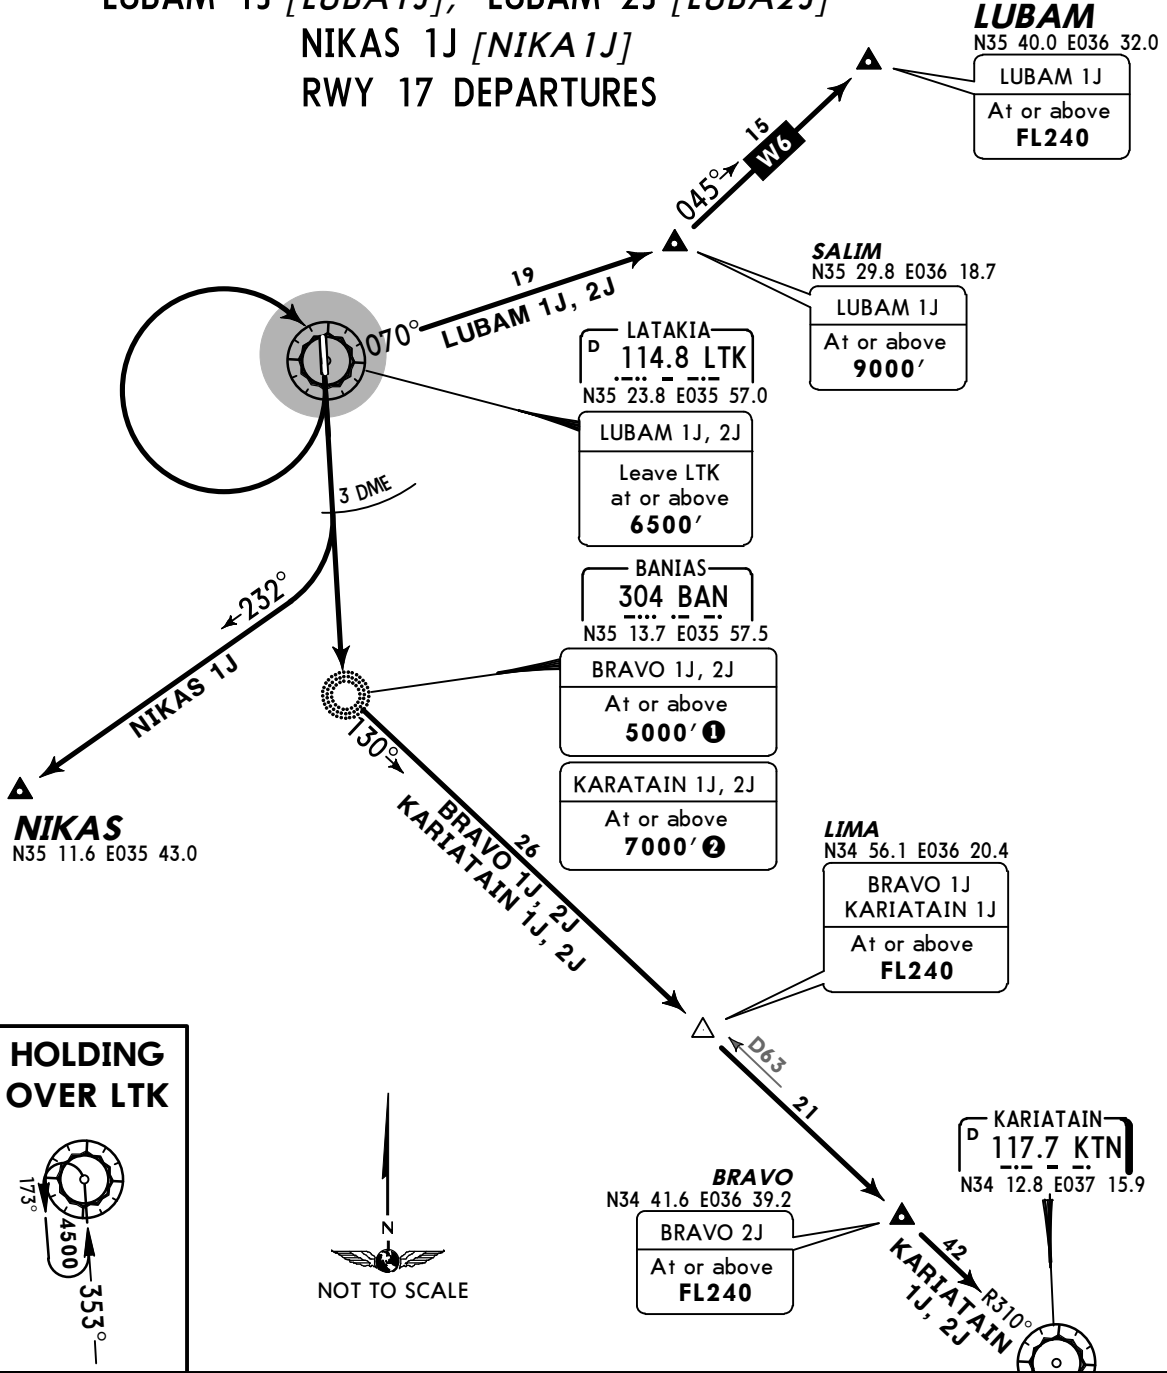 LUBAM 1J [LUBA1J], LUBAM 2J [LUBA2J]
NIKAS 1J [NIKA1J]
RWY 17 DEPARTURES
LUBAM
N35 40.0 E036 32.0
LUBAM 1J
At or above
FL240
15
W6
045°
SALIM
N35 29.8 E036 18.7
LUBAM 1J
At or above
9000'
19
LUBAM 1J, 2J
070°
LATAKIA
D 114.8 LTK
N35 23.8 E035 57.0
LUBAM 1J, 2J
Leave LTK
at or above
6500'
3 DME
BANIAS
304 BAN
N35 13.7 E035 57.5
BRAVO 1J, 2J
At or above
5000' 1
KARATAIN 1J, 2J
At or above
7000' 2
232°
NIKAS 1J
NIKAS
N35 11.6 E035 43.0
130°
26
BRAVO 1J, 2J
KARIATAIN 1J, 2J
LIMA
N34 56.1 E036 20.4
BRAVO 1J
KARIATAIN 1J
At or above
FL240
D63
21
HOLDING
OVER LTK
173°
4500
353°
N
NOT TO SCALE
BRAVO
N34 41.6 E036 39.2
BRAVO 2J
At or above
FL240
KARIATAIN
D 117.7 KTN
N34 12.8 E037 15.9
42
KARIATAIN
1J, 2J
R310°